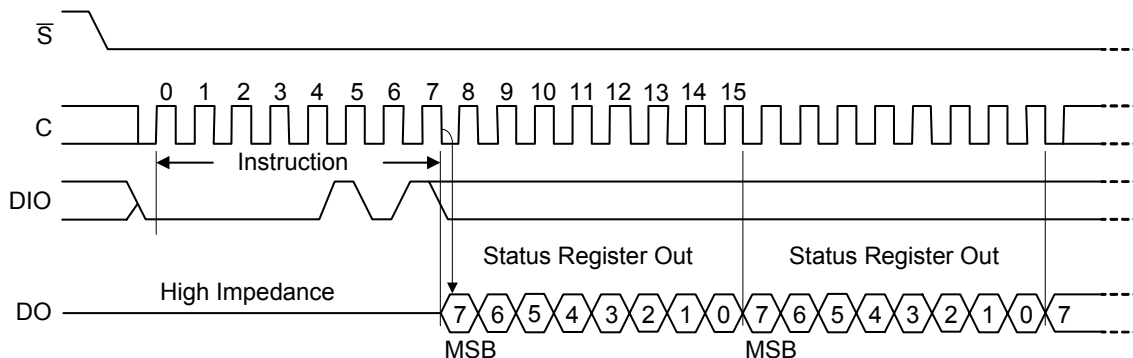 S
0 1 2 3 4 5 6 7 8 9 10 11 12 13 14 15
C
Instruction
DIO
Status Register Out Status Register Out
High Impedance
DO 7 6 5 4 3 2 1 0 7 6 5 4 3 2 1 0 7
MSB MSB